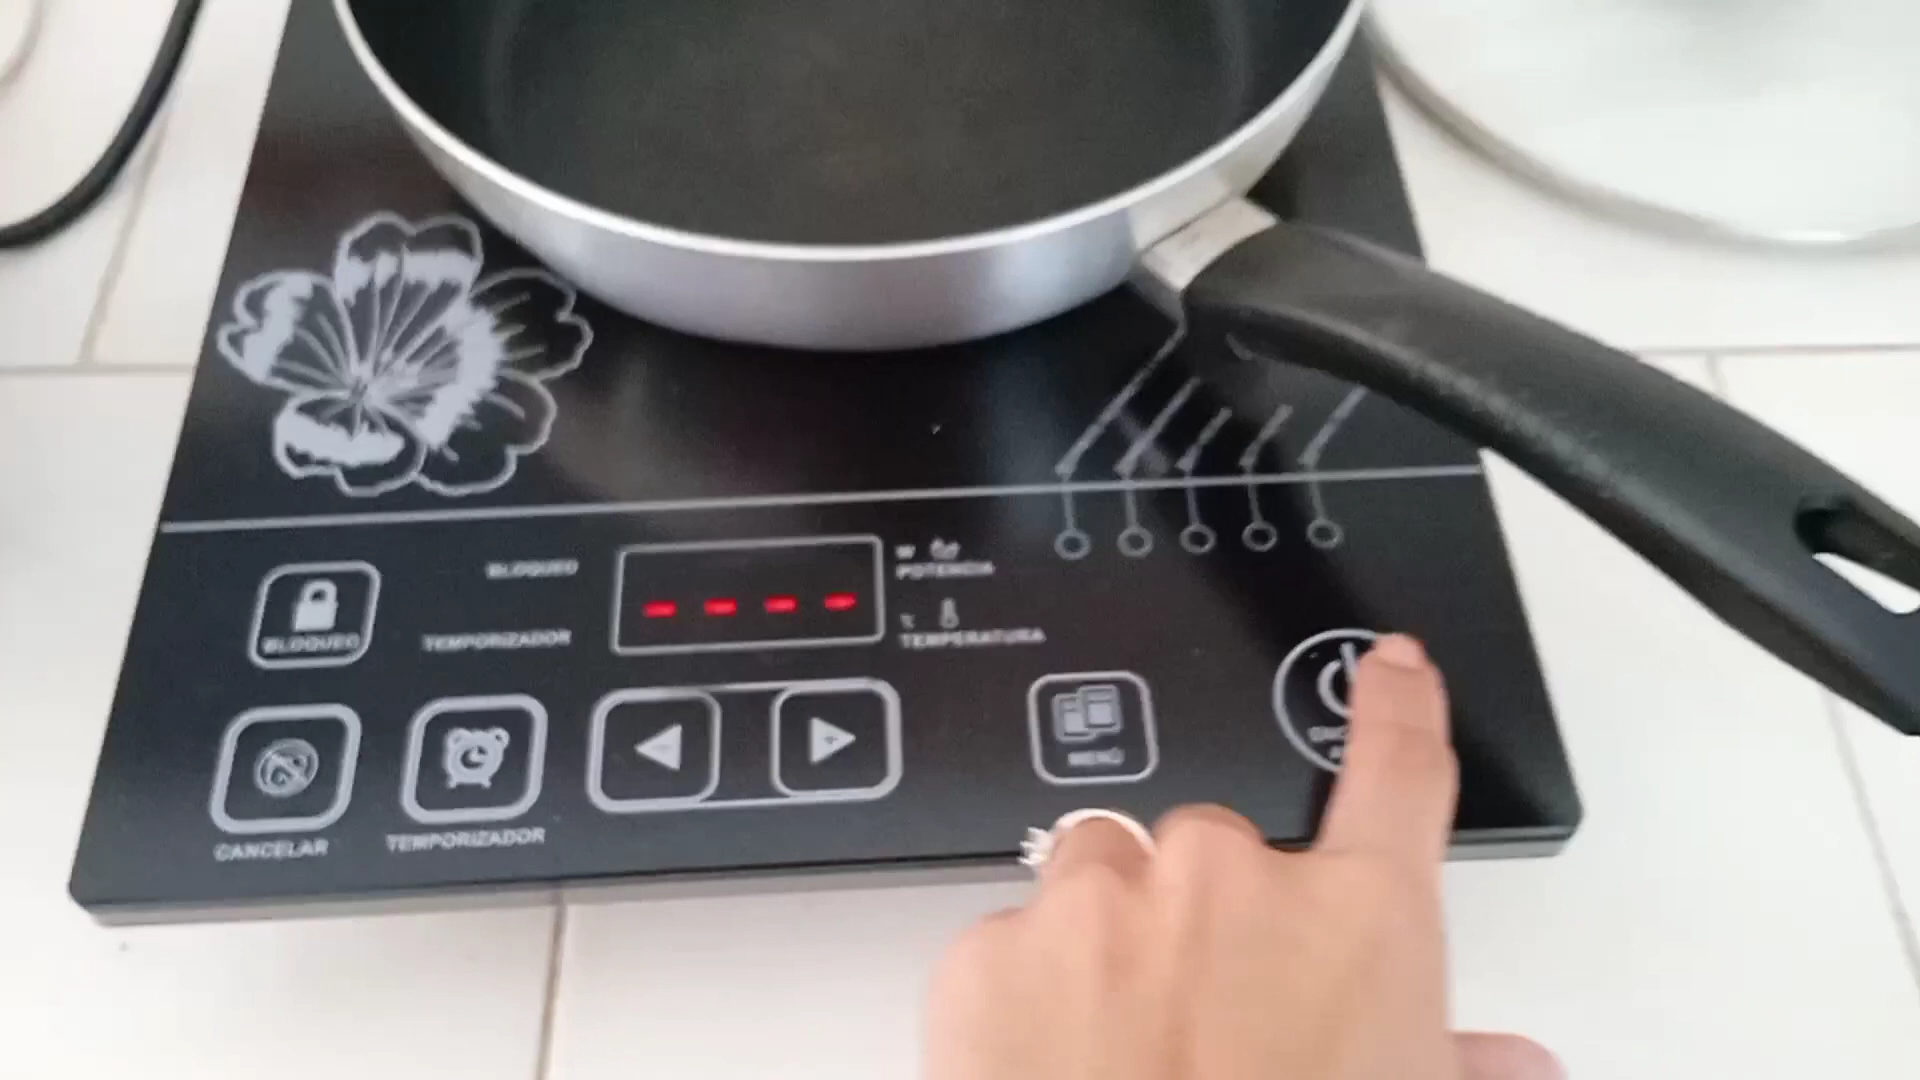 BLOQUEO
W
POTENCIA
BLOQUEO
TEMPORIZADOR
----
°C
TEMPERATURA
MENÚ
CANCELAR
TEMPORIZADOR